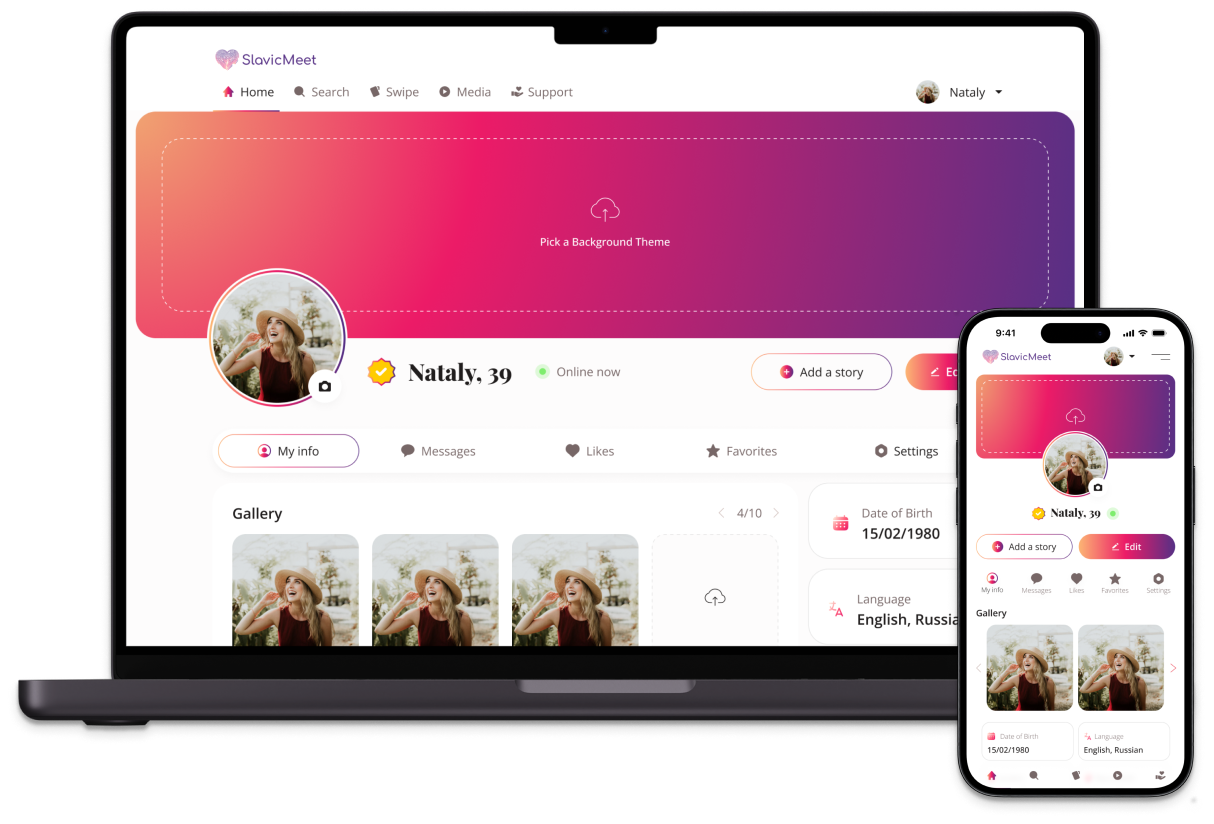 SlavicMeet
Home Search Swipe Media Support Nataly
Pick a Background Theme
Nataly, 39 Online now Add a story
My info Messages Likes Favorites Settings
Gallery 4/10
Date of Birth
15/02/1980
Language
English, Russia
9:41
SlavicMeet
Nataly, 39
Add a story Edit
My info Messages Likes Favorites Settings
Gallery
Date of Birth Language
15/02/1980 English, Russian